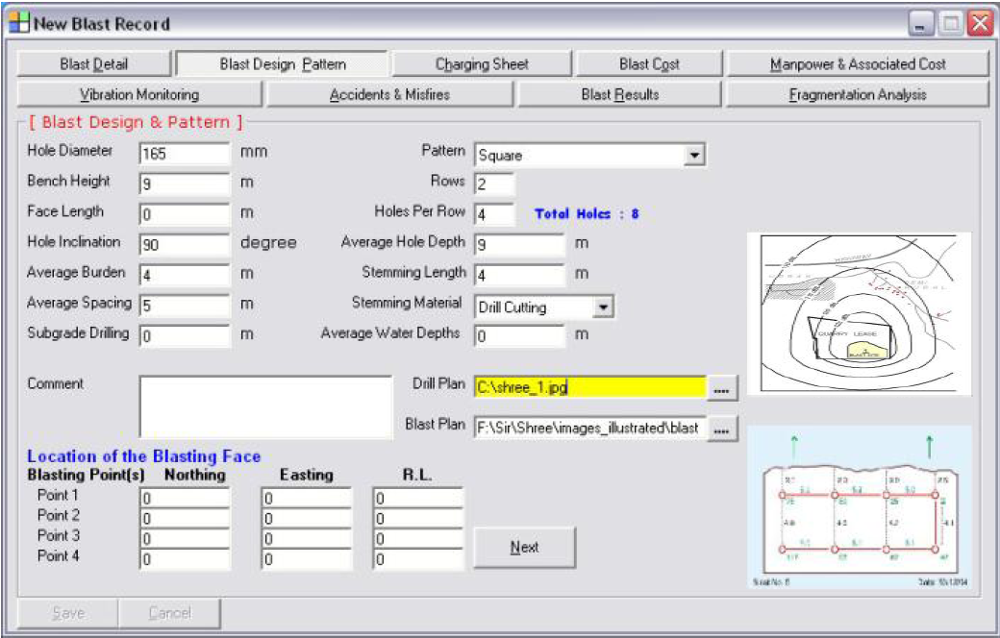 New Blast Record
Blast Detail Blast Design Pattern Charging Sheet Blast Cost Manpower & Associated Cost
Vibration Monitoring Accidents & Misfires Blast Results Fragmentation Analysis
[ Blast Design & Pattern ]
Hole Diameter 165 mm Pattern Square
Bench Height 9 m Rows 2
Face Length 0 m Holes Per Row 4 Total Holes : 8
Hole Inclination 90 degree Average Hole Depth 9 m
Average Burden 4 m Stemming Length 4 m
Average Spacing 5 m Stemming Material Drill Cutting
Subgrade Drilling 0 m Average Water Depths 0 m
HIGHWAY
QUARRY LEASE
BLAST SITE
Comment Drill Plan C:\shree_1.jpg ....
Blast Plan F:\Sir\Shree\images_illustrated\blast ....
Location of the Blasting Face
Blasting Point(s) Northing Easting R.L.
Point 1 0 0 0
Point 2 0 0 0
Point 3 0 0 0
Point 4 0 0 0
Next
Save Cancel